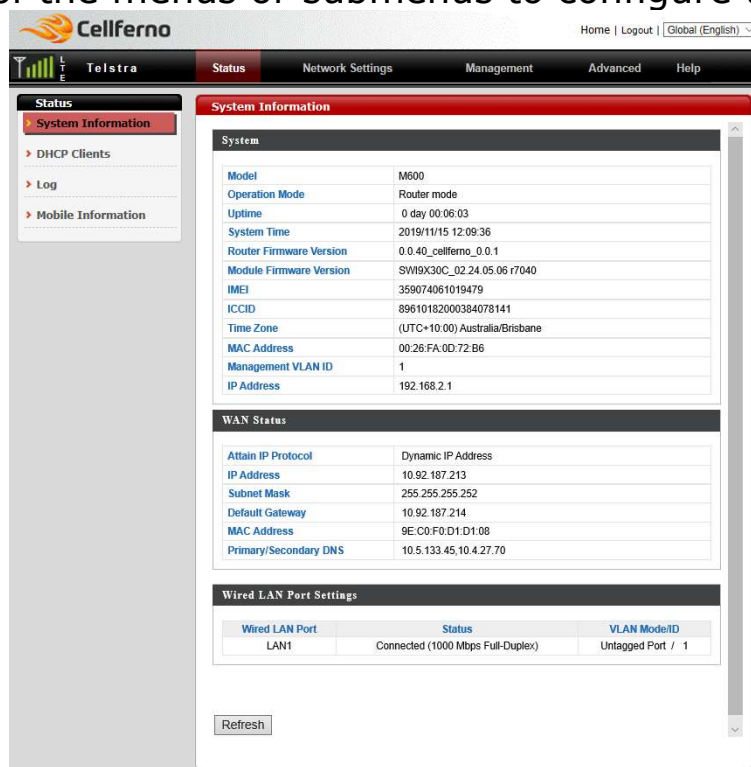 or the menus or submenus to configure
Cellferno
Home | Logout | Global (English)
LTE Telstra Status Network Settings Management Advanced Help
Status
System Information
DHCP Clients
Log
Mobile Information
System Information
System
Model M600
Operation Mode Router mode
Uptime 0 day 00:06:03
System Time 2019/11/15 12:09:36
Router Firmware Version 0.0.40_cellferno_0.0.1
Module Firmware Version SWI9X30C_02.24.05.06 r7040
IMEI 359074061019479
ICCID 89610182000384078141
Time Zone (UTC+10:00) Australia/Brisbane
MAC Address 00:26:FA:0D:72:B6
Management VLAN ID 1
IP Address 192.168.2.1
WAN Status
Attain IP Protocol Dynamic IP Address
IP Address 10.92.187.213
Subnet Mask 255.255.255.252
Default Gateway 10.92.187.214
MAC Address 9E:C0:F0:D1:D1:08
Primary/Secondary DNS 10.5.133.45,10.4.27.70
Wired LAN Port Settings
Wired LAN Port Status VLAN Mode/ID
LAN1 Connected (1000 Mbps Full-Duplex) Untagged Port / 1
Refresh